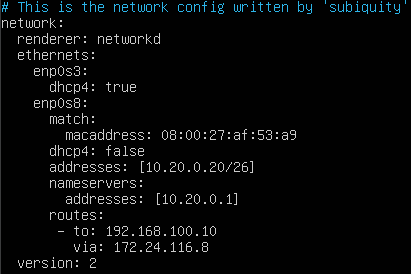 # This is the network config written by 'subiquity'
network:
  renderer: networkd
  ethernets:
    enp0s3:
      dhcp4: true
    enp0s8:
      match:
        macaddress: 08:00:27:af:53:a9
      dhcp4: false
      addresses: [10.20.0.20/26]
      nameservers:
        addresses: [10.20.0.1]
      routes:
       - to: 192.168.100.10
         via: 172.24.116.8
  version: 2